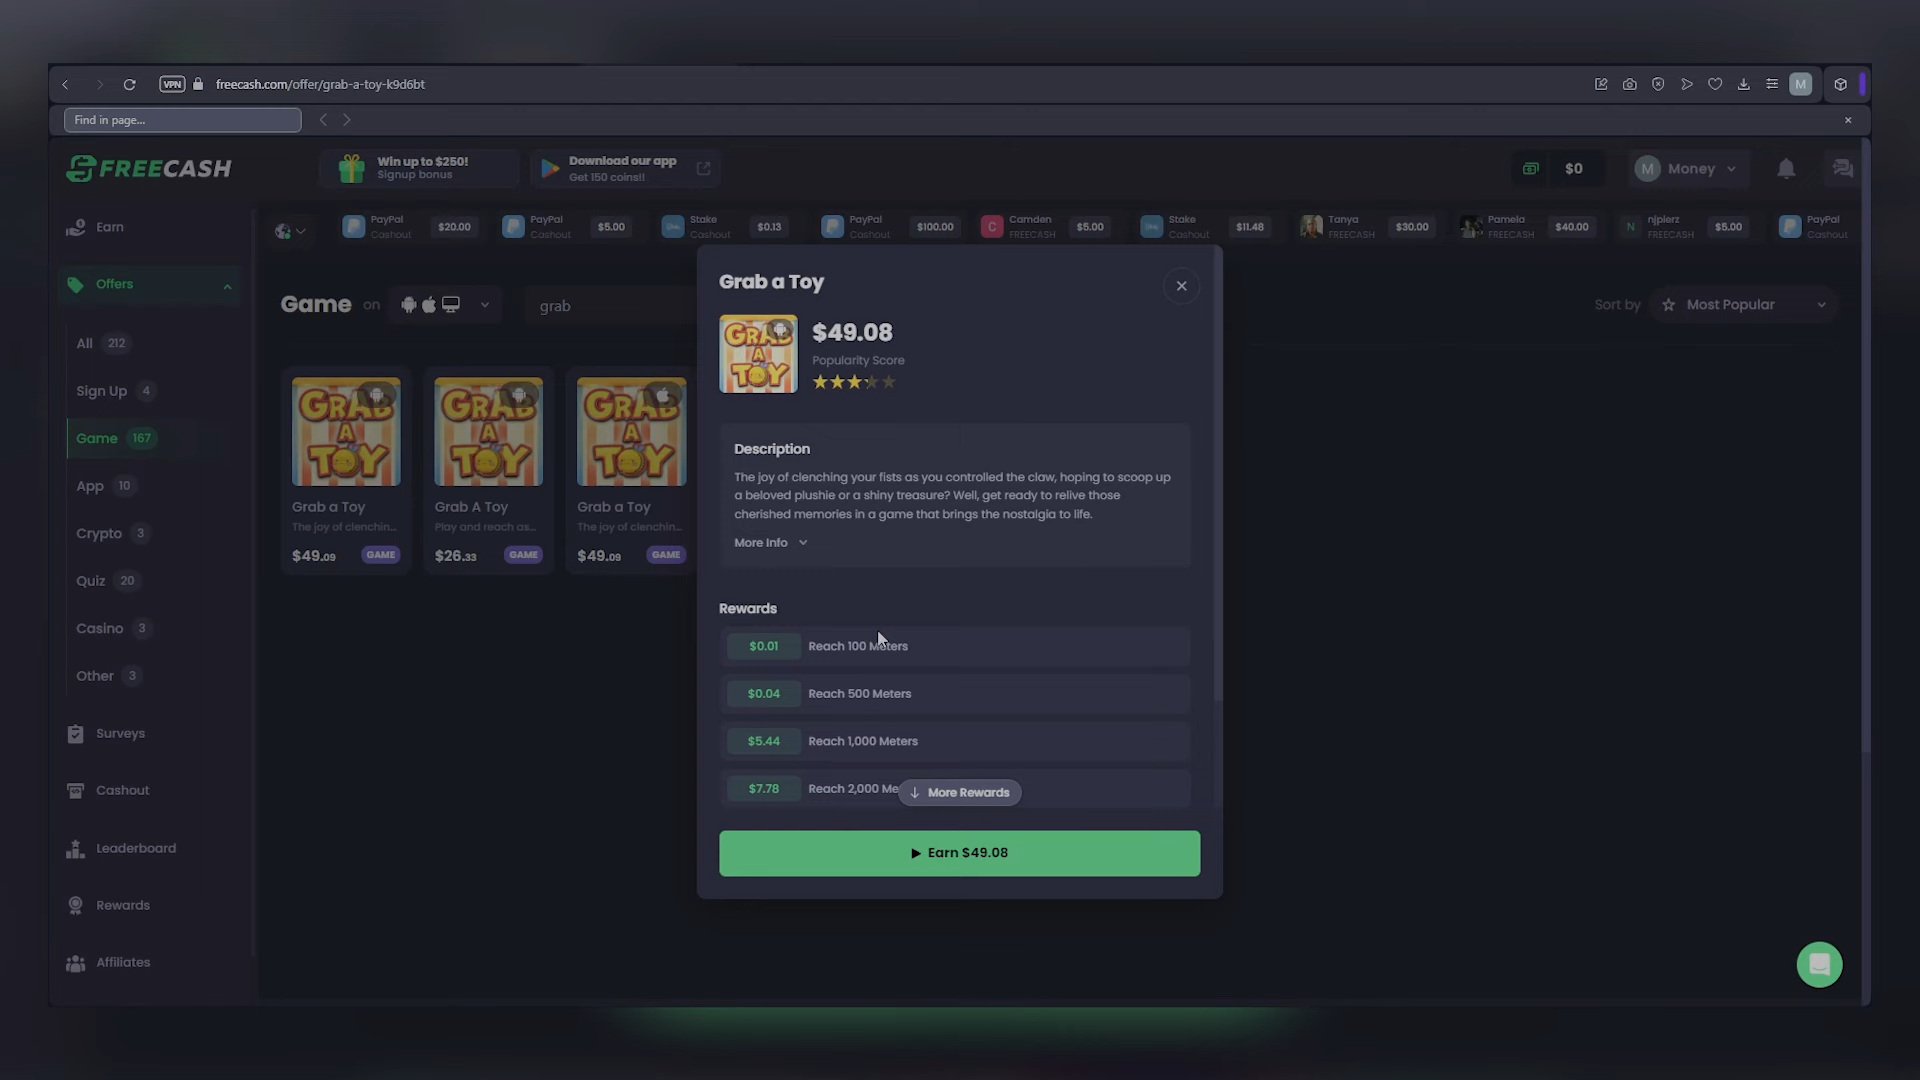 VPN
freecash.com/offer/grab-a-toy-k9d6bt
M
Find in page...
FREECASH
Win up to $250!
Signup bonus
Download our app
Get 150 coins!!
$0
M
Money
PayPal
Cashout
$20.00
PayPal
Cashout
$5.00
Stake
Cashout
$0.13
PayPal
Cashout
$100.00
C
Camden
FREECASH
$5.00
Stake
Cashout
$11.48
Tanya
FREECASH
$30.00
Pamela
FREECASH
$40.00
N
njpierz
FREECASH
$5.00
PayPal
Cashout
Earn
Offers
All 212
Sign Up 4
Game 167
App 10
Crypto 3
Quiz 20
Casino 3
Other 3
Surveys
Cashout
Leaderboard
Rewards
Affiliates
Game on
grab
Sort by
Most Popular
GRAB
A
TOY
Grab a Toy
The joy of clenchin...
$49.09
GAME
GRAB
A
TOY
Grab A Toy
Play and reach as...
$26.33
GAME
GRAB
A
TOY
Grab a Toy
The joy of clenchin...
$49.09
GAME
Grab a Toy
GRAB
A
TOY
$49.08
Popularity Score
Description
The joy of clenching your fists as you controlled the claw, hoping to scoop up
a beloved plushie or a shiny treasure? Well, get ready to relive those
cherished memories in a game that brings the nostalgia to life.
More Info
Rewards
$0.01 Reach 100 Meters
$0.04 Reach 500 Meters
$5.44 Reach 1,000 Meters
$7.78 Reach 2,000 Me
More Rewards
Earn $49.08